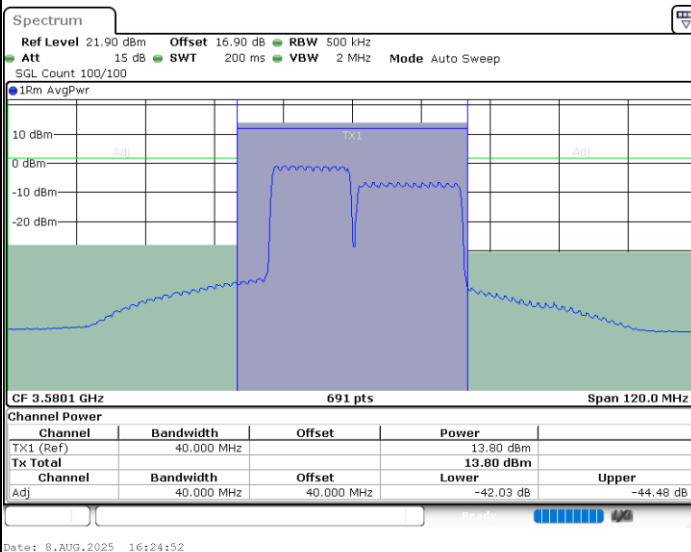 Spectrum
Ref Level 21.90 dBm Offset 16.90 dB RBW 500 kHz
Att 15 dB SWT 200 ms VBW 2 MHz Mode Auto Sweep
SGL Count 100/100
1Rm AvgPwr
10 dBm
TX1
Adj Adj
0 dBm
-10 dBm
-20 dBm
CF 3.5801 GHz 691 pts Span 120.0 MHz
Channel Power
Channel Bandwidth Offset Power
TX1 (Ref) 40.000 MHz 13.80 dBm
Tx Total 13.80 dBm
Channel Bandwidth Offset Lower Upper
Adj 40.000 MHz 40.000 MHz -42.03 dB -44.48 dB
Ready
Date: 8.AUG.2025 16:24:52